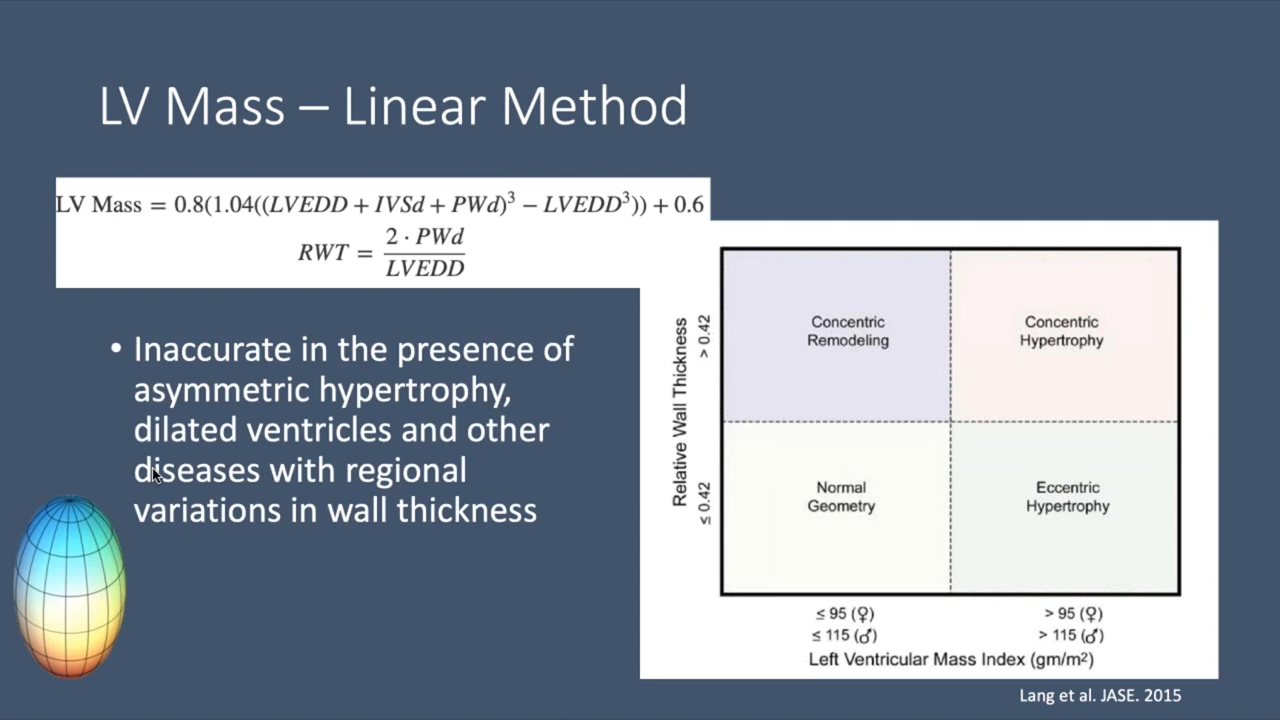 LV Mass – Linear Method
LV Mass = 0.8(1.04((LVEDD + IVSd + PWd)³ − LVEDD³)) + 0.6
RWT = 2 · PWd / LVEDD
• Inaccurate in the presence of
asymmetric hypertrophy,
dilated ventricles and other
diseases with regional
variations in wall thickness
Relative Wall Thickness
> 0.42
≤ 0.42
Concentric
Remodeling
Concentric
Hypertrophy
Normal
Geometry
Eccentric
Hypertrophy
≤ 95 (♀)
≤ 115 (♂)
> 95 (♀)
> 115 (♂)
Left Ventricular Mass Index (gm/m²)
Lang et al. JASE. 2015